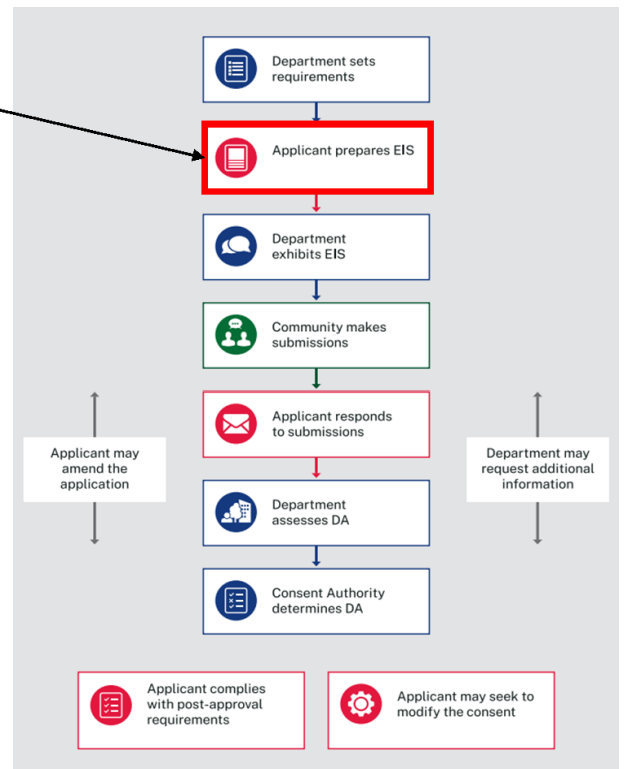 Department sets
requirements
Applicant prepares EIS
Department
exhibits EIS
Community makes
submissions
Applicant responds
to submissions
Applicant may
amend the
application
Department may
request additional
information
Department
assesses DA
Consent Authority
determines DA
Applicant complies
with post-approval
requirements
Applicant may seek to
modify the consent